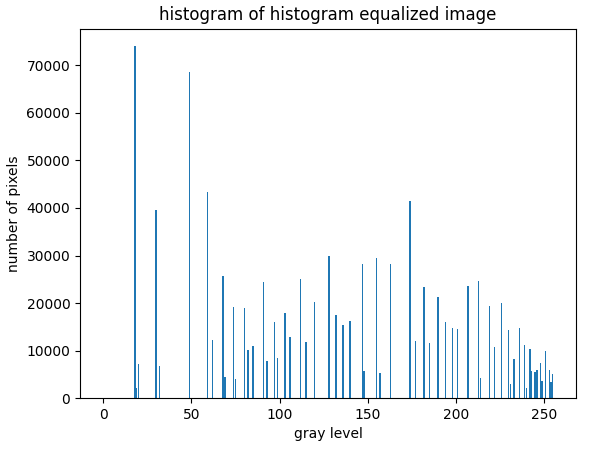 histogram of histogram equalized image
70000
60000
50000
40000
30000
20000
10000
0
number of pixels
0 50 100 150 200 250
gray level